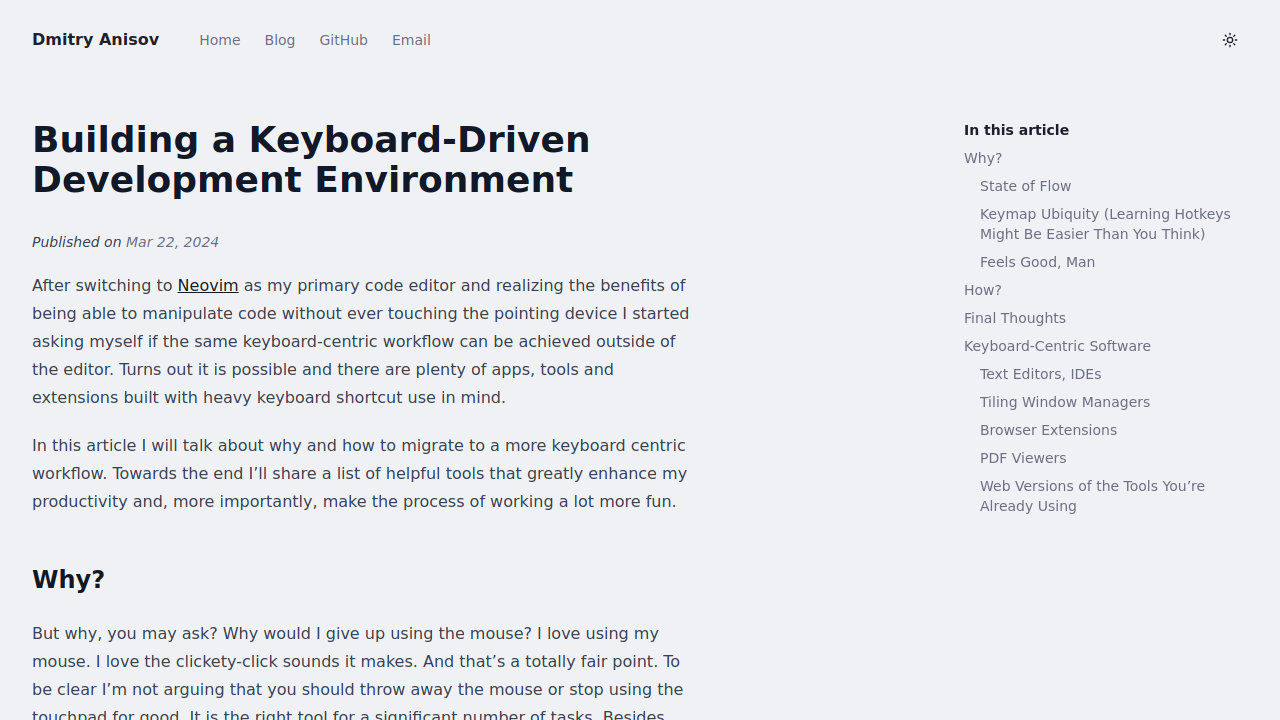 Dmitry Anisov
Home
Blog
GitHub
Email
Building a Keyboard-Driven
Development Environment
Published on Mar 22, 2024
After switching to Neovim as my primary code editor and realizing the benefits of
being able to manipulate code without ever touching the pointing device I started
asking myself if the same keyboard-centric workflow can be achieved outside of
the editor. Turns out it is possible and there are plenty of apps, tools and
extensions built with heavy keyboard shortcut use in mind.
In this article I will talk about why and how to migrate to a more keyboard centric
workflow. Towards the end I’ll share a list of helpful tools that greatly enhance my
productivity and, more importantly, make the process of working a lot more fun.
Why?
But why, you may ask? Why would I give up using the mouse? I love using my
mouse. I love the clickety-click sounds it makes. And that’s a totally fair point. To
be clear I’m not arguing that you should throw away the mouse or stop using the
touchpad for good. It is the right tool for a significant number of tasks. Besides
In this article
Why?
State of Flow
Keymap Ubiquity (Learning Hotkeys
Might Be Easier Than You Think)
Feels Good, Man
How?
Final Thoughts
Keyboard-Centric Software
Text Editors, IDEs
Tiling Window Managers
Browser Extensions
PDF Viewers
Web Versions of the Tools You’re
Already Using